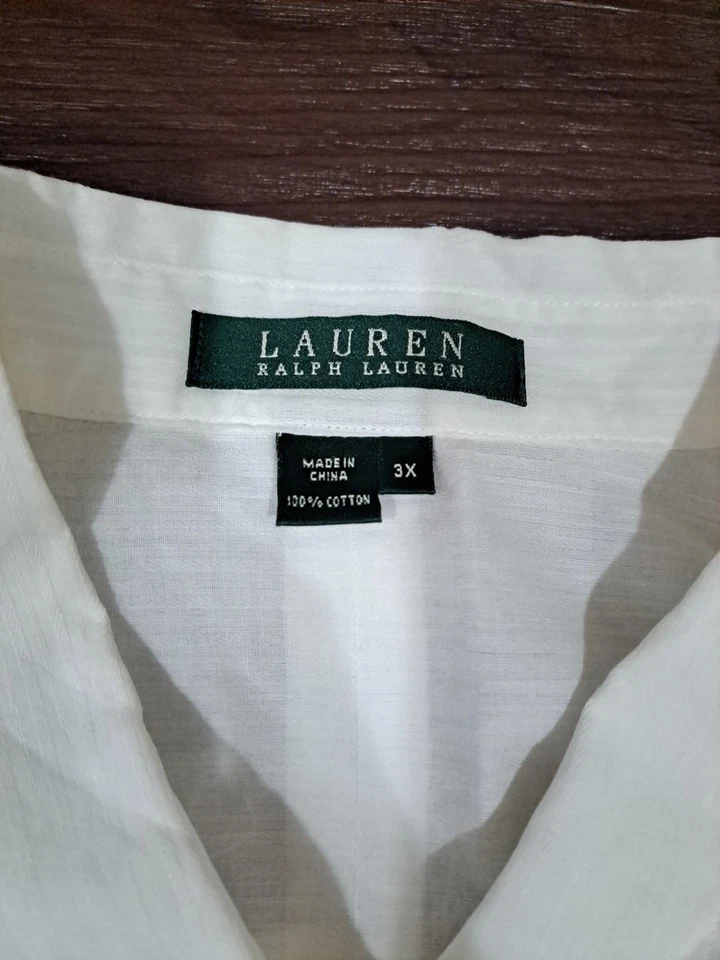 LAUREN
RALPH LAUREN
MADE IN
CHINA
100% COTTON
3X